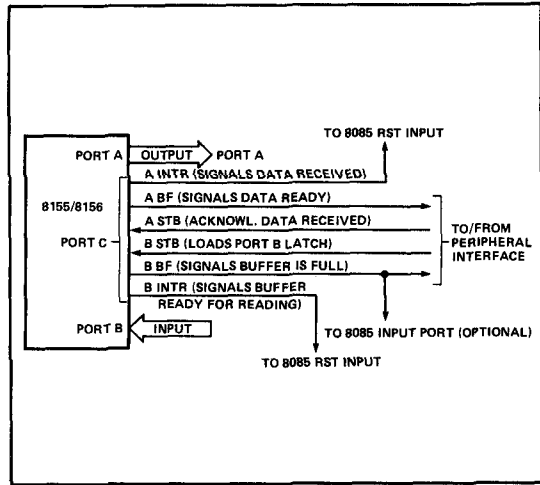 TO 8085 RST INPUT
PORT A
OUTPUT
PORT A
A INTR (SIGNALS DATA RECEIVED)
8155/8156
A BF (SIGNALS DATA READY)
A STB (ACKNOWL. DATA RECEIVED)
PORT C
B STB (LOADS PORT B LATCH)
TO/FROM
PERIPHERAL
INTERFACE
B BF (SIGNALS BUFFER IS FULL)
B INTR (SIGNALS BUFFER
READY FOR READING)
PORT B
INPUT
TO 8085 INPUT PORT (OPTIONAL)
TO 8085 RST INPUT